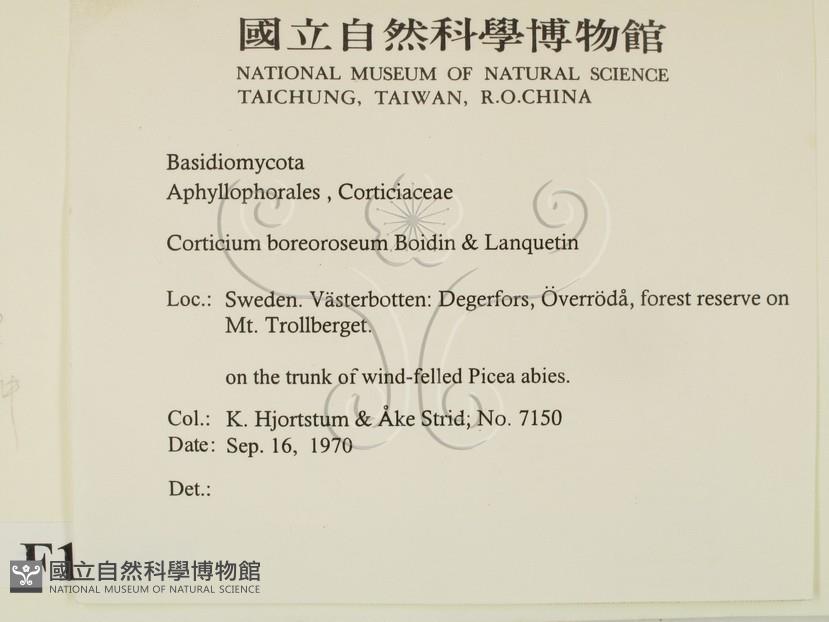 國立自然科學博物館
NATIONAL MUSEUM OF NATURAL SCIENCE
TAICHUNG, TAIWAN, R.O.CHINA
Basidiomycota
Aphyllophorales , Corticiaceae
Corticium boreoroseum Boidin & Lanquetin
Loc.: Sweden. Västerbotten: Degerfors, Överrödå, forest reserve on
Mt. Trollberget.
on the trunk of wind-felled Picea abies.
Col.: K. Hjortstum & Åke Strid; No. 7150
Date: Sep. 16, 1970
Det.:
F1
國立自然科學博物館
NATIONAL MUSEUM OF NATURAL SCIENCE